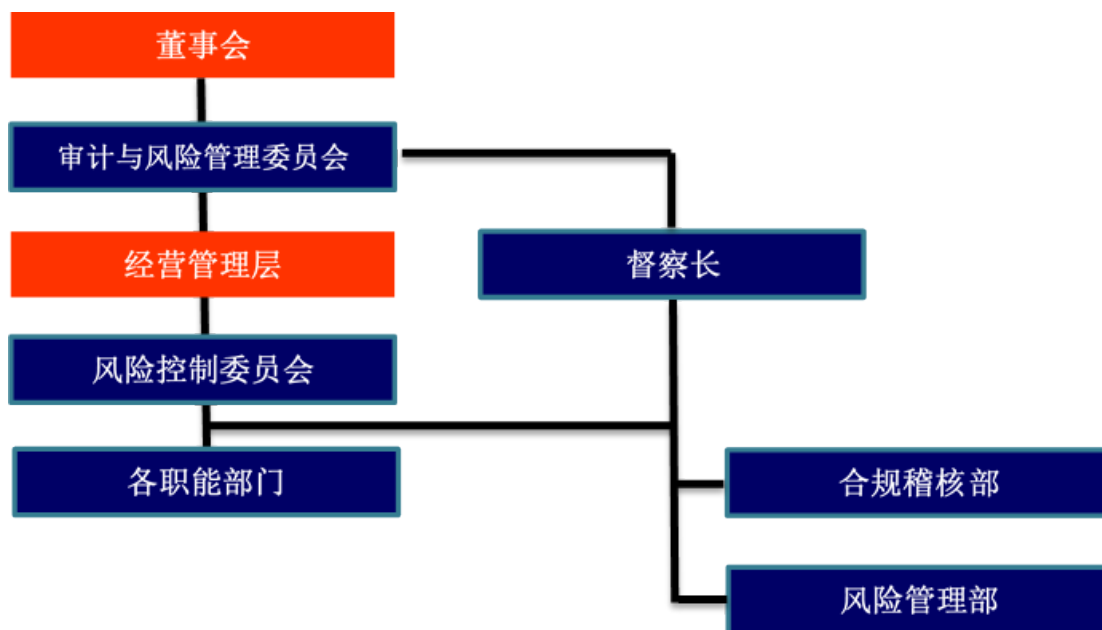 董事会
审计与风险管理委员会
经营管理层
督察长
风险控制委员会
各职能部门
合规稽核部
风险管理部